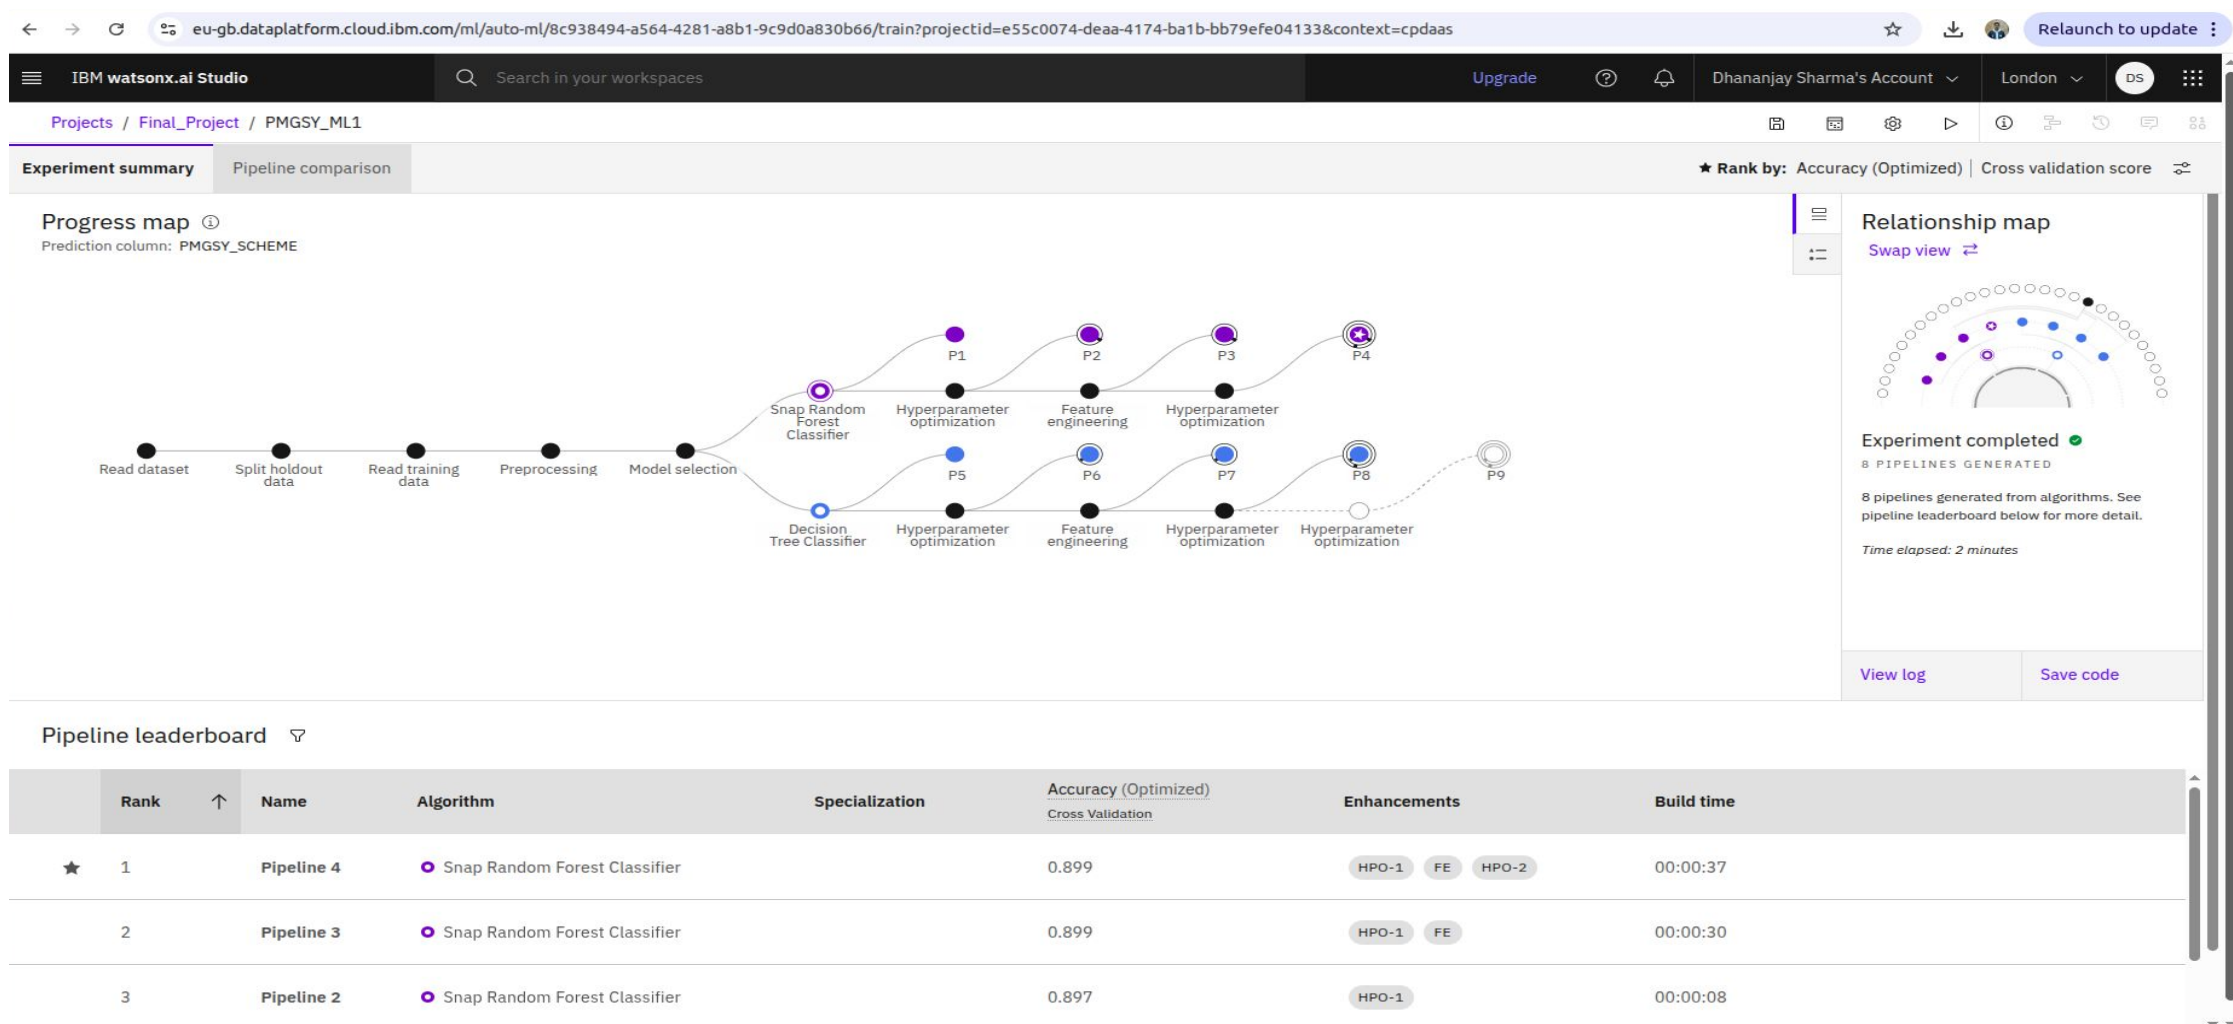 eu-gb.dataplatform.cloud.ibm.com/ml/auto-ml/8c938494-a564-4281-a8b1-9c9d0a830b66/train?projectid=e55c0074-deaa-4174-ba1b-bb79efe04133&context=cpdaas
Relaunch to update
IBM watsonx.ai Studio
Search in your workspaces
Upgrade
Dhananjay Sharma's Account
London
DS
Projects / Final_Project / PMGSY_ML1
Experiment summary
Pipeline comparison
★ Rank by: Accuracy (Optimized) | Cross validation score
Progress map
Prediction column: PMGSY_SCHEME
P1
P2
P3
P4
Snap Random
Forest
Classifier
Hyperparameter
optimization
Feature
engineering
Hyperparameter
optimization
Read dataset
Split holdout
data
Read training
data
Preprocessing
Model selection
P5
P6
P7
P8
P9
Decision
Tree Classifier
Hyperparameter
optimization
Feature
engineering
Hyperparameter
optimization
Hyperparameter
optimization
Relationship map
Swap view
Experiment completed
8 PIPELINES GENERATED
8 pipelines generated from algorithms. See
pipeline leaderboard below for more detail.
Time elapsed: 2 minutes
View log
Save code
Pipeline leaderboard
Rank Name Algorithm Specialization Accuracy (Optimized) Enhancements Build time
Cross Validation
★ 1 Pipeline 4 Snap Random Forest Classifier 0.899 HPO-1 FE HPO-2 00:00:37
2 Pipeline 3 Snap Random Forest Classifier 0.899 HPO-1 FE 00:00:30
3 Pipeline 2 Snap Random Forest Classifier 0.897 HPO-1 00:00:08